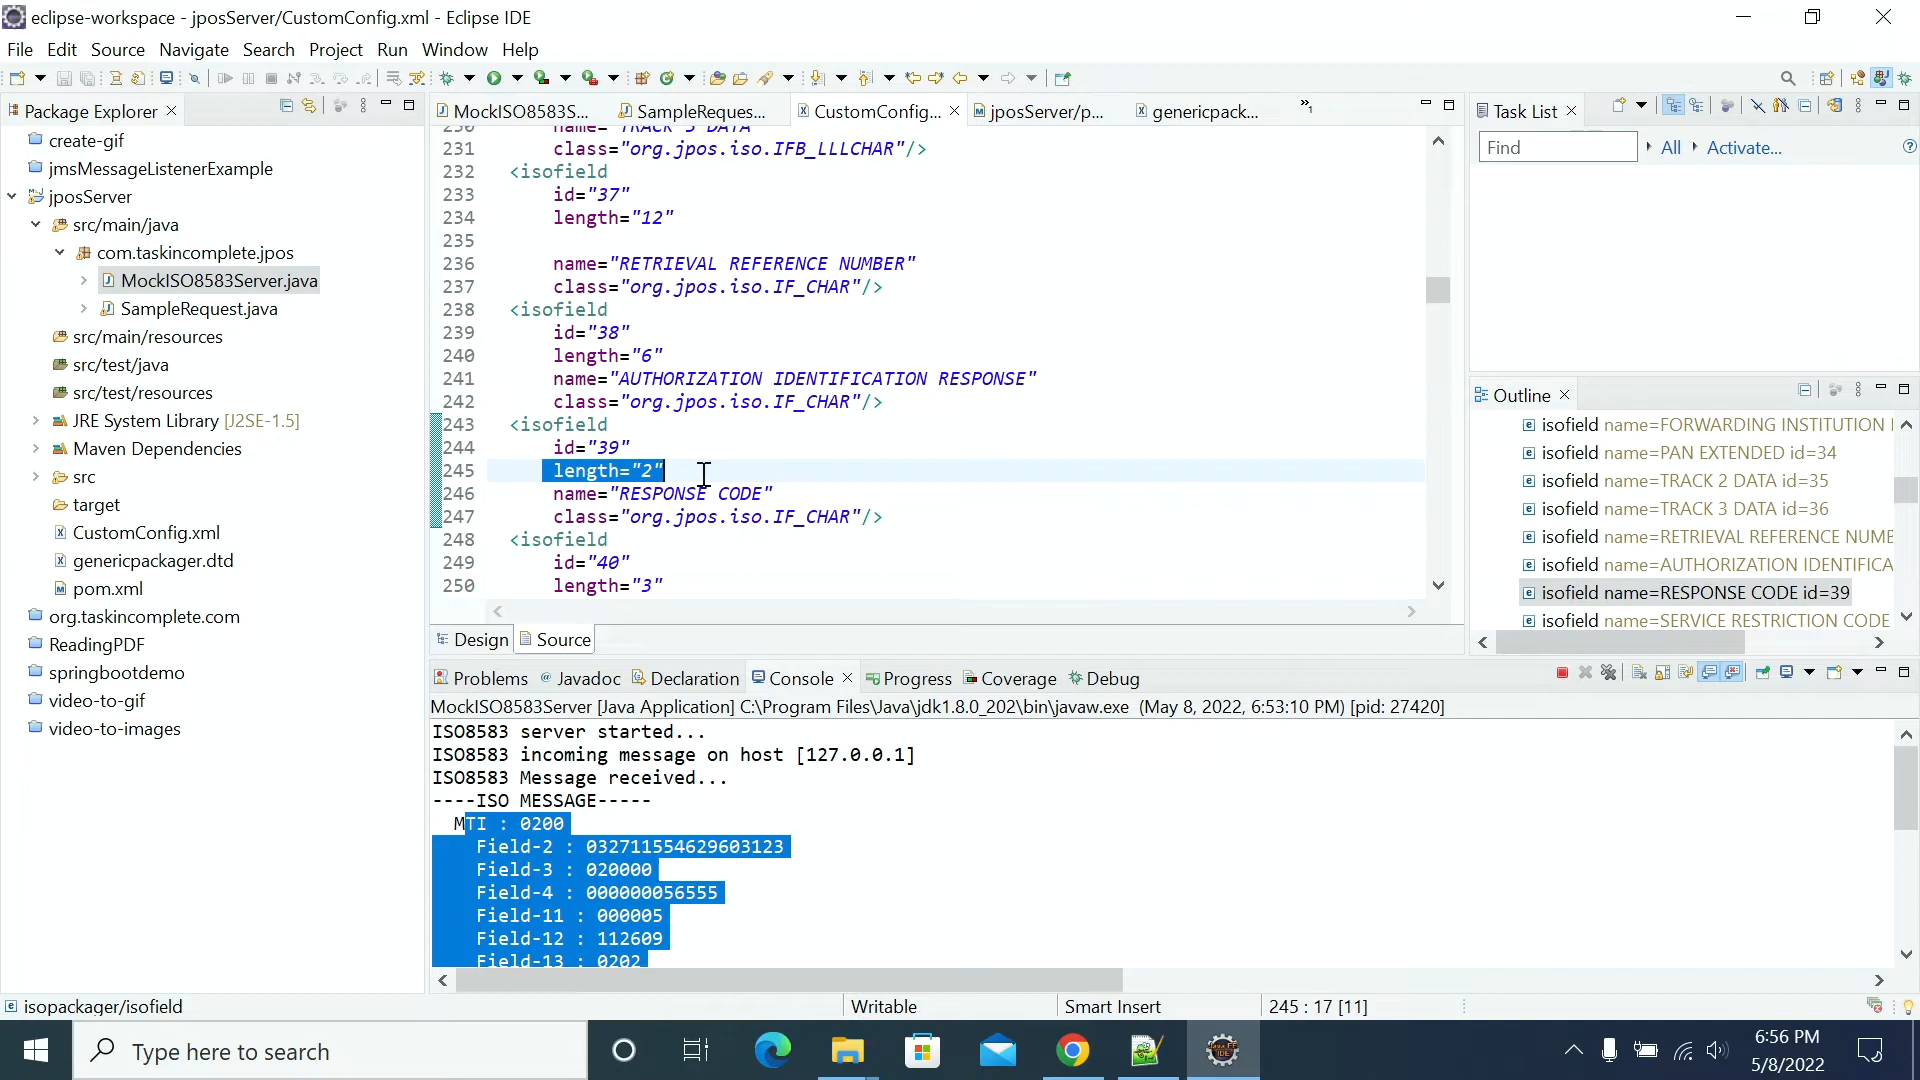 eclipse-workspace - jposServer/CustomConfig.xml - Eclipse IDE
File Edit Source Navigate Search Project Run Window Help
Package Explorer
create-gif
jmsMessageListenerExample
jposServer
src/main/java
com.taskincomplete.jpos
MockISO8583Server.java
SampleRequest.java
src/main/resources
src/test/java
src/test/resources
JRE System Library [J2SE-1.5]
Maven Dependencies
src
target
CustomConfig.xml
genericpackager.dtd
pom.xml
org.taskincomplete.com
ReadingPDF
springbootdemo
video-to-gif
video-to-images
MockISO8583S... SampleReques... CustomConfig... jposServer/p... genericpack... »1
230 name="TRACK 3 DATA"
231 class="org.jpos.iso.IFB_LLLCHAR"/>
232 <isofield
233 id="37"
234 length="12"
235
236 name="RETRIEVAL REFERENCE NUMBER"
237 class="org.jpos.iso.IF_CHAR"/>
238 <isofield
239 id="38"
240 length="6"
241 name="AUTHORIZATION IDENTIFICATION RESPONSE"
242 class="org.jpos.iso.IF_CHAR"/>
243 <isofield
244 id="39"
245 length="2"
246 name="RESPONSE CODE"
247 class="org.jpos.iso.IF_CHAR"/>
248 <isofield
249 id="40"
250 length="3"
Design Source
Task List
Find All Activate...
Outline
isofield name=FORWARDING INSTITUTION I
isofield name=PAN EXTENDED id=34
isofield name=TRACK 2 DATA id=35
isofield name=TRACK 3 DATA id=36
isofield name=RETRIEVAL REFERENCE NUMB
isofield name=AUTHORIZATION IDENTIFICA
isofield name=RESPONSE CODE id=39
isofield name=SERVICE RESTRICTION CODE
Problems Javadoc Declaration Console Progress Coverage Debug
MockISO8583Server [Java Application] C:\Program Files\Java\jdk1.8.0_202\bin\javaw.exe (May 8, 2022, 6:53:10 PM) [pid: 27420]
ISO8583 server started...
ISO8583 incoming message on host [127.0.0.1]
ISO8583 Message received...
----ISO MESSAGE-----
MTI : 0200
Field-2 : 032711554629603123
Field-3 : 020000
Field-4 : 000000056555
Field-11 : 000005
Field-12 : 112609
Field-13 : 0202
isopackager/isofield Writable Smart Insert 245 : 17 [11]
Type here to search
6:56 PM
5/8/2022